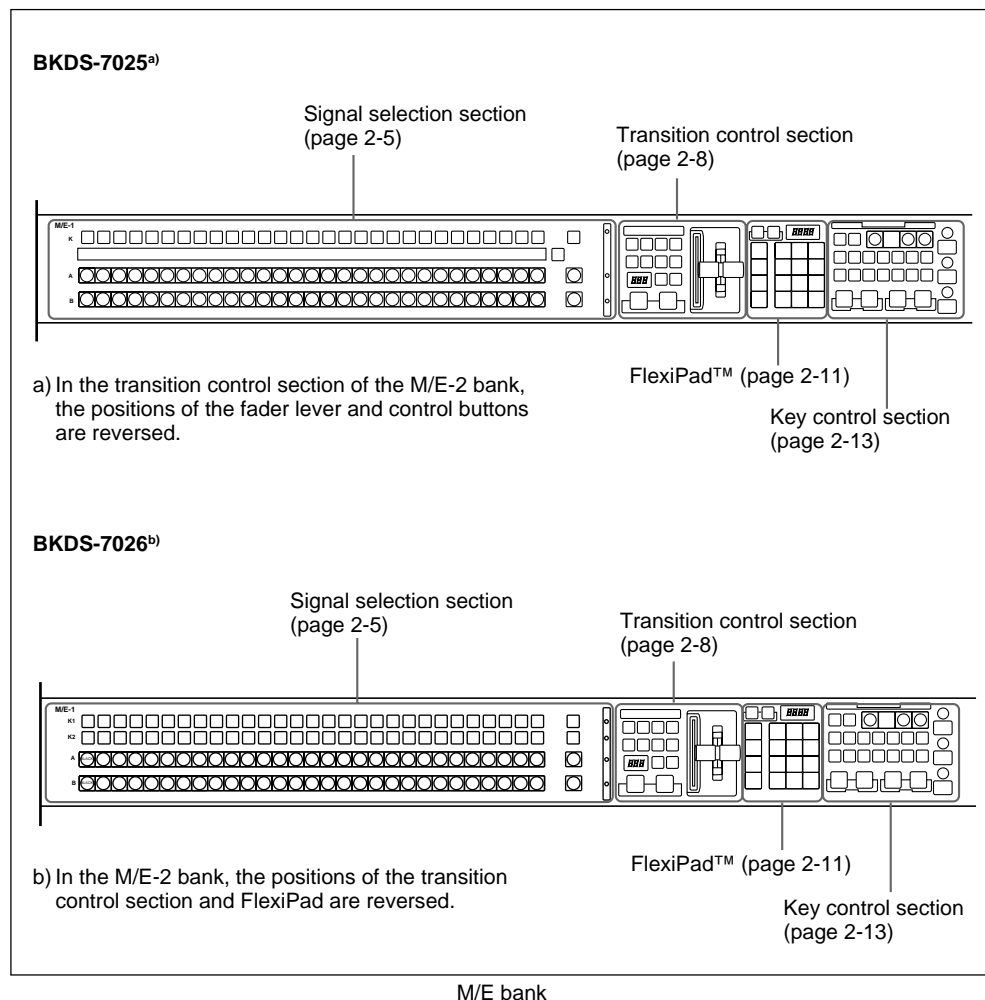 BKDS-7025a)
Signal selection section
(page 2-5)
Transition control section
(page 2-8)
M/E-1
K
A
B
888
8888
FlexiPad™ (page 2-11)
Key control section
(page 2-13)
a) In the transition control section of the M/E-2 bank,
the positions of the fader lever and control buttons
are reversed.
BKDS-7026b)
Signal selection section
(page 2-5)
Transition control section
(page 2-8)
M/E-1
K1
K2
A
B
888
8888
FlexiPad™ (page 2-11)
Key control section
(page 2-13)
b) In the M/E-2 bank, the positions of the transition
control section and FlexiPad are reversed.
M/E bank